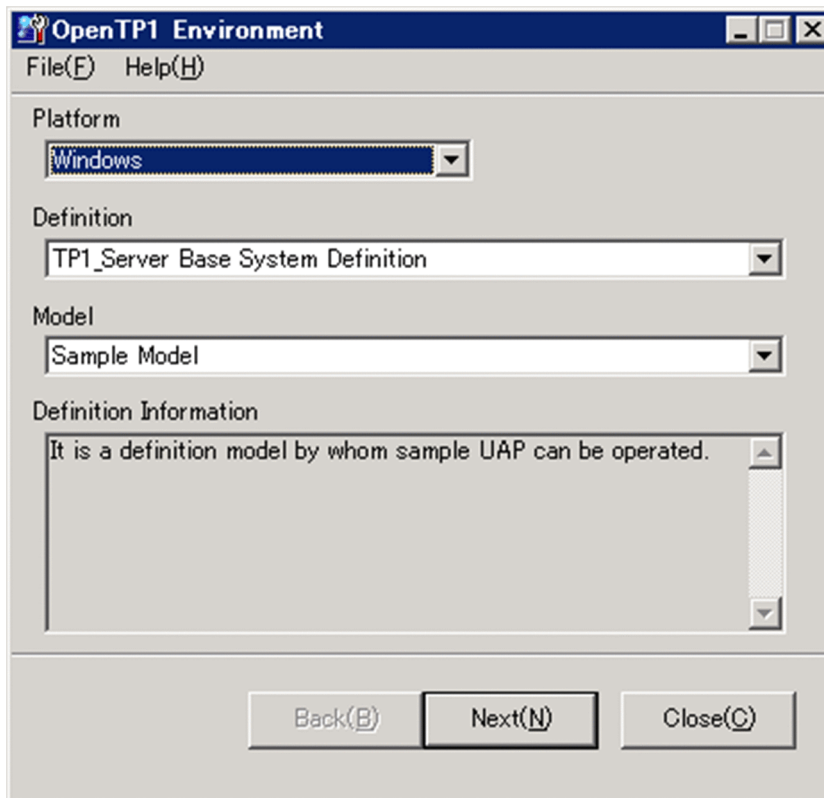 OpenTP1 Environment
File(F) Help(H)
Platform
Windows
Definition
TP1_Server Base System Definition
Model
Sample Model
Definition Information
It is a definition model by whom sample UAP can be operated.
Back(B) Next(N) Close(C)